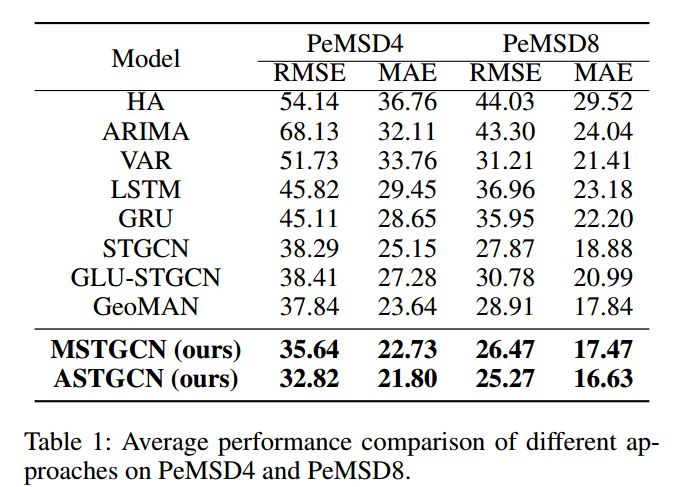 Model PeMSD4 PeMSD8
RMSE MAE RMSE MAE
HA 54.14 36.76 44.03 29.52
ARIMA 68.13 32.11 43.30 24.04
VAR 51.73 33.76 31.21 21.41
LSTM 45.82 29.45 36.96 23.18
GRU 45.11 28.65 35.95 22.20
STGCN 38.29 25.15 27.87 18.88
GLU-STGCN 38.41 27.28 30.78 20.99
GeoMAN 37.84 23.64 28.91 17.84
MSTGCN (ours) 35.64 22.73 26.47 17.47
ASTGCN (ours) 32.82 21.80 25.27 16.63
Table 1: Average performance comparison of different ap-
proaches on PeMSD4 and PeMSD8.